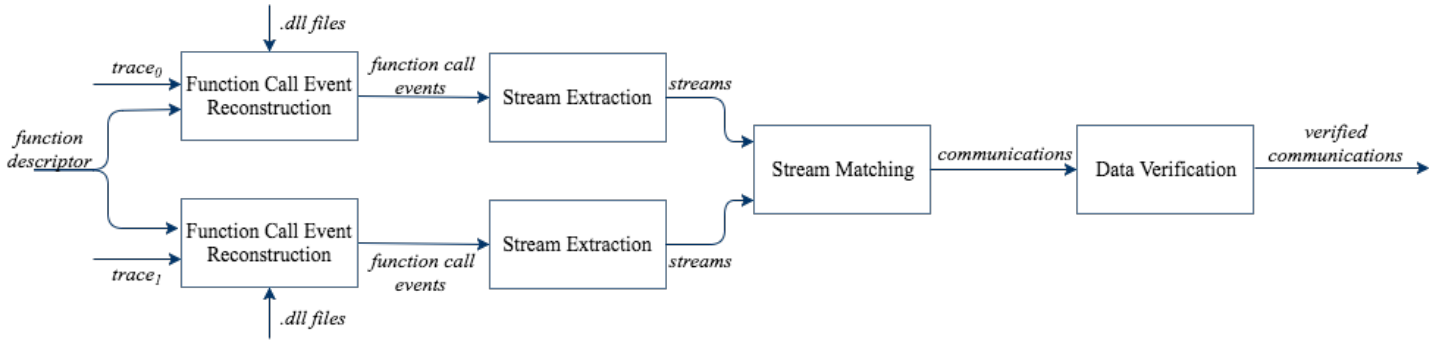 .dll files
trace0
Function Call Event
Reconstruction
function call
events
Stream Extraction
streams
function
descriptor
Stream Matching
communications
Data Verification
verified
communications
Function Call Event
Reconstruction
trace1
function call
events
Stream Extraction
streams
.dll files